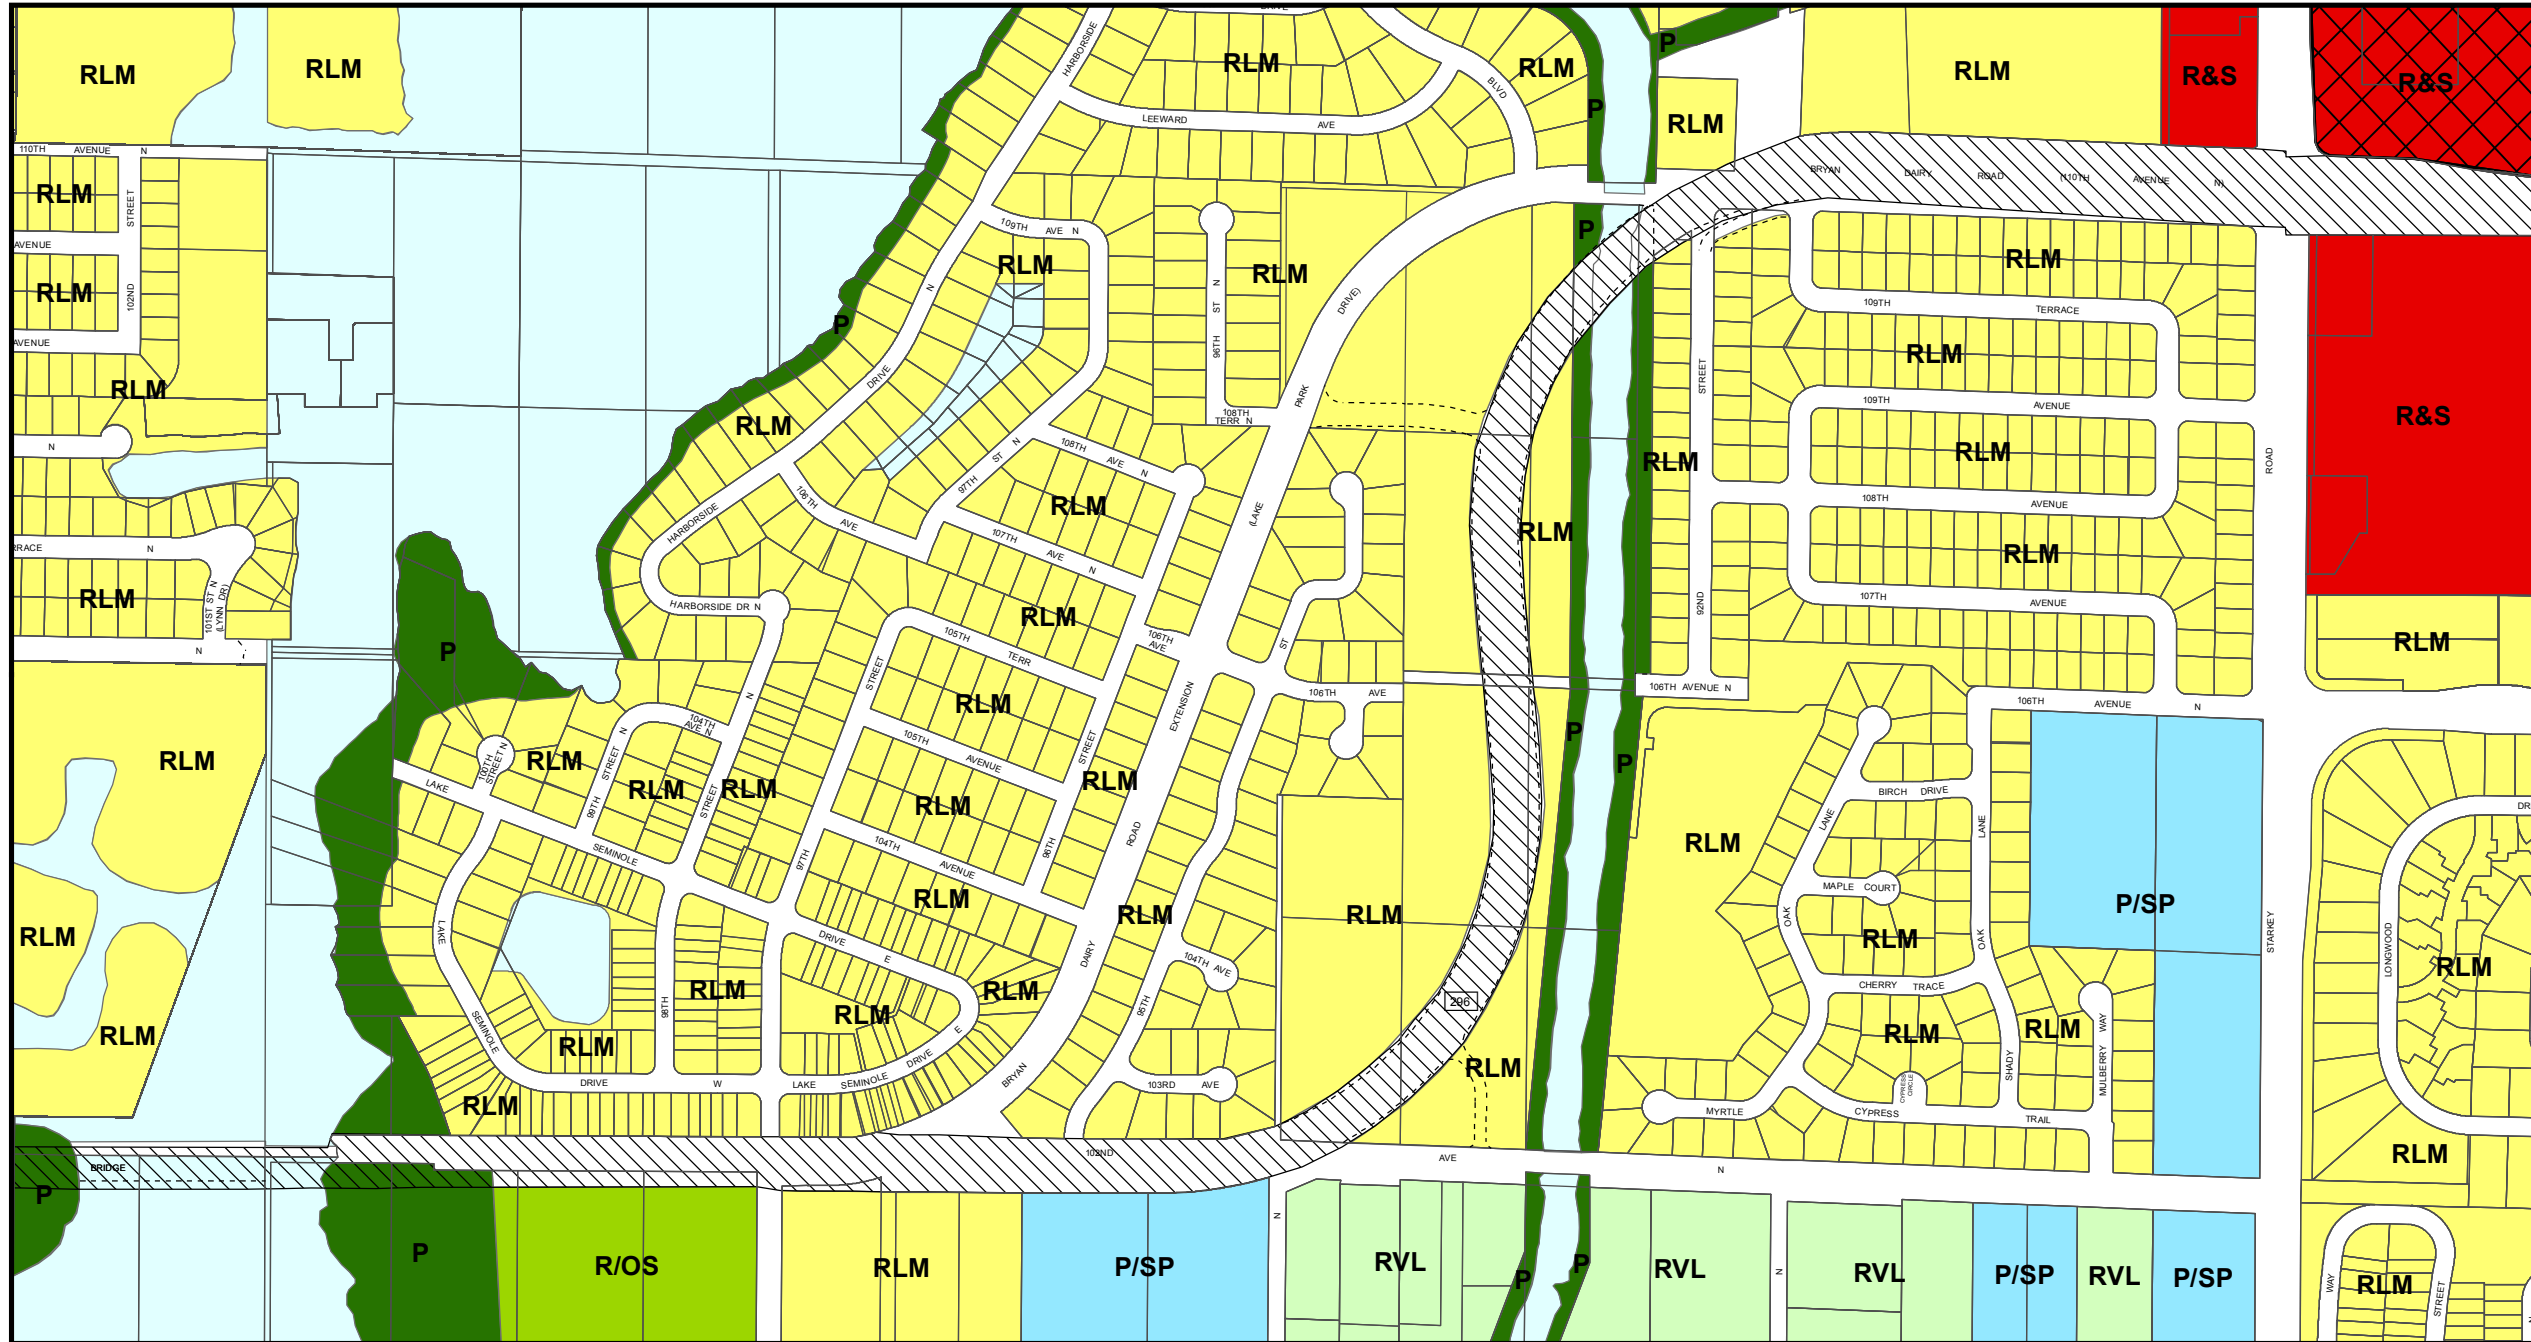 DRIVE
HARBORSIDE
RLM
RLM
RLM
RLM
P
RLM
R&S
R&S
BLVD
P
LEEWARD AVE
RLM
110TH AVENUE N
BRYAN DAIRY ROAD (110TH AVENUE N)
RLM
STREET
109TH AVE N
P
AVENUE
RLM
RLM
RLM
RLM
102ND
N
96TH ST N
DRIVE)
109TH TERRACE
P
AVENUE
RLM
DRIVE
STREET
RLM
PARK
109TH AVENUE
108TH TERR N
R&S
RLM
N
108TH AVE N
ST N
97TH
RLM
RLM
ROAD
106TH AVE
RLM
108TH AVENUE
HARBORSIDE
(LAKE
107TH AVE N
RLM
RACE N
RLM
RLM
101ST ST N
(LYNN DR)
HARBORSIDE DR N
RLM
92ND
107TH AVENUE
105TH TERR
106TH AVE
ST
RLM
N
P
STREET
106TH AVE
106TH AVENUE N
106TH AVENUE N
N
RLM
EXTENSION
104TH AVE N
RLM
RLM
100TH STREET N
STREET N
105TH AVENUE
STREET
P
P
LAKE
RLM
RLM
RLM
BIRCH DRIVE
DR
99TH
STREET
RLM
LANE
LANE
ROAD
RLM
SEMINOLE
97TH
104TH AVENUE
96TH
MAPLE COURT
RLM
RLM
RLM
P/SP
OAK
STARKEY
RLM
LAKE
DRIVE E
DAIRY
OAK
RLM
LONGWOOD
104TH AVE
RLM
RLM
RLM
CHERRY TRACE
98TH
95TH
296
RLM
RLM
SEMINOLE
RLM
RLM
MULBERRY WAY
RLM
E
RLM
DRIVE W
LAKE SEMINOLE DRIVE
BRYAN
103RD AVE
RLM
SHADY
CYPRESS CIRCLE
RLM
MYRTLE
CYPRESS TRAIL
102ND AVE N
RLM
BRIDGE
P
P
R/OS
RLM
P/SP
N
RVL
P
P
RVL
N
RVL
P/SP
RVL
P/SP
WAY
RLM
STREET